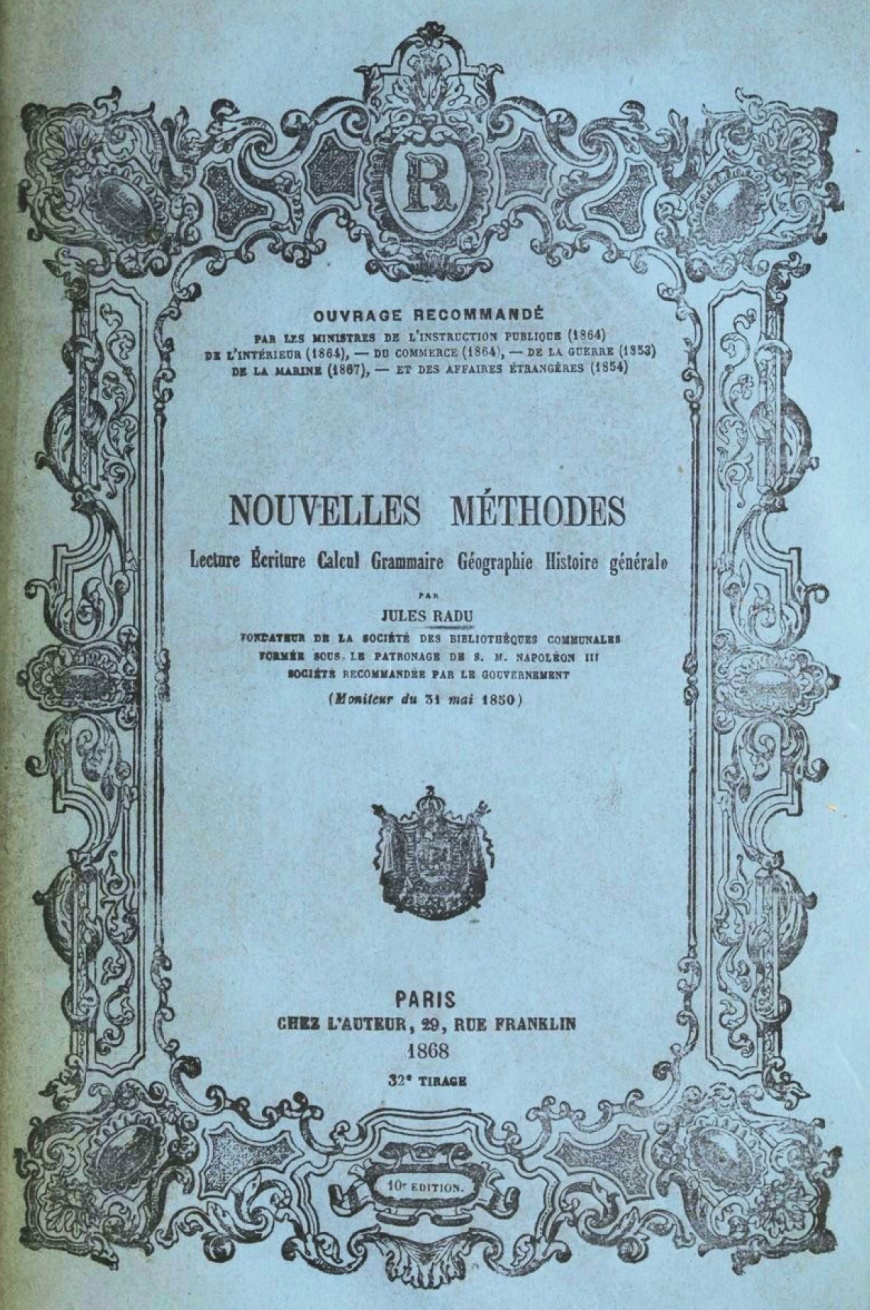 R
OUVRAGE RECOMMANDÉ
PAR LES MINISTRES DE L'INSTRUCTION PUBLIQUE (1864)
DE L'INTÉRIEUR (1864), — DU COMMERCE (1864), — DE LA GUERRE (1853)
DE LA MARINE (1867), — ET DES AFFAIRES ÉTRANGÈRES (1854)
NOUVELLES MÉTHODES
Lecture Écriture Calcul Grammaire Géographie Histoire générale
PAR
JULES RADU
FONDATEUR DE LA SOCIÉTÉ DES BIBLIOTHÈQUES COMMUNALES
FORMÉE SOUS LE PATRONAGE DE S. M. NAPOLÉON III
SOCIÉTÉ RECOMMANDÉE PAR LE GOUVERNEMENT
(Moniteur du 31 mai 1850)
PARIS
CHEZ L'AUTEUR, 29, RUE FRANKLIN
1868
32e TIRAGE
10e EDITION.